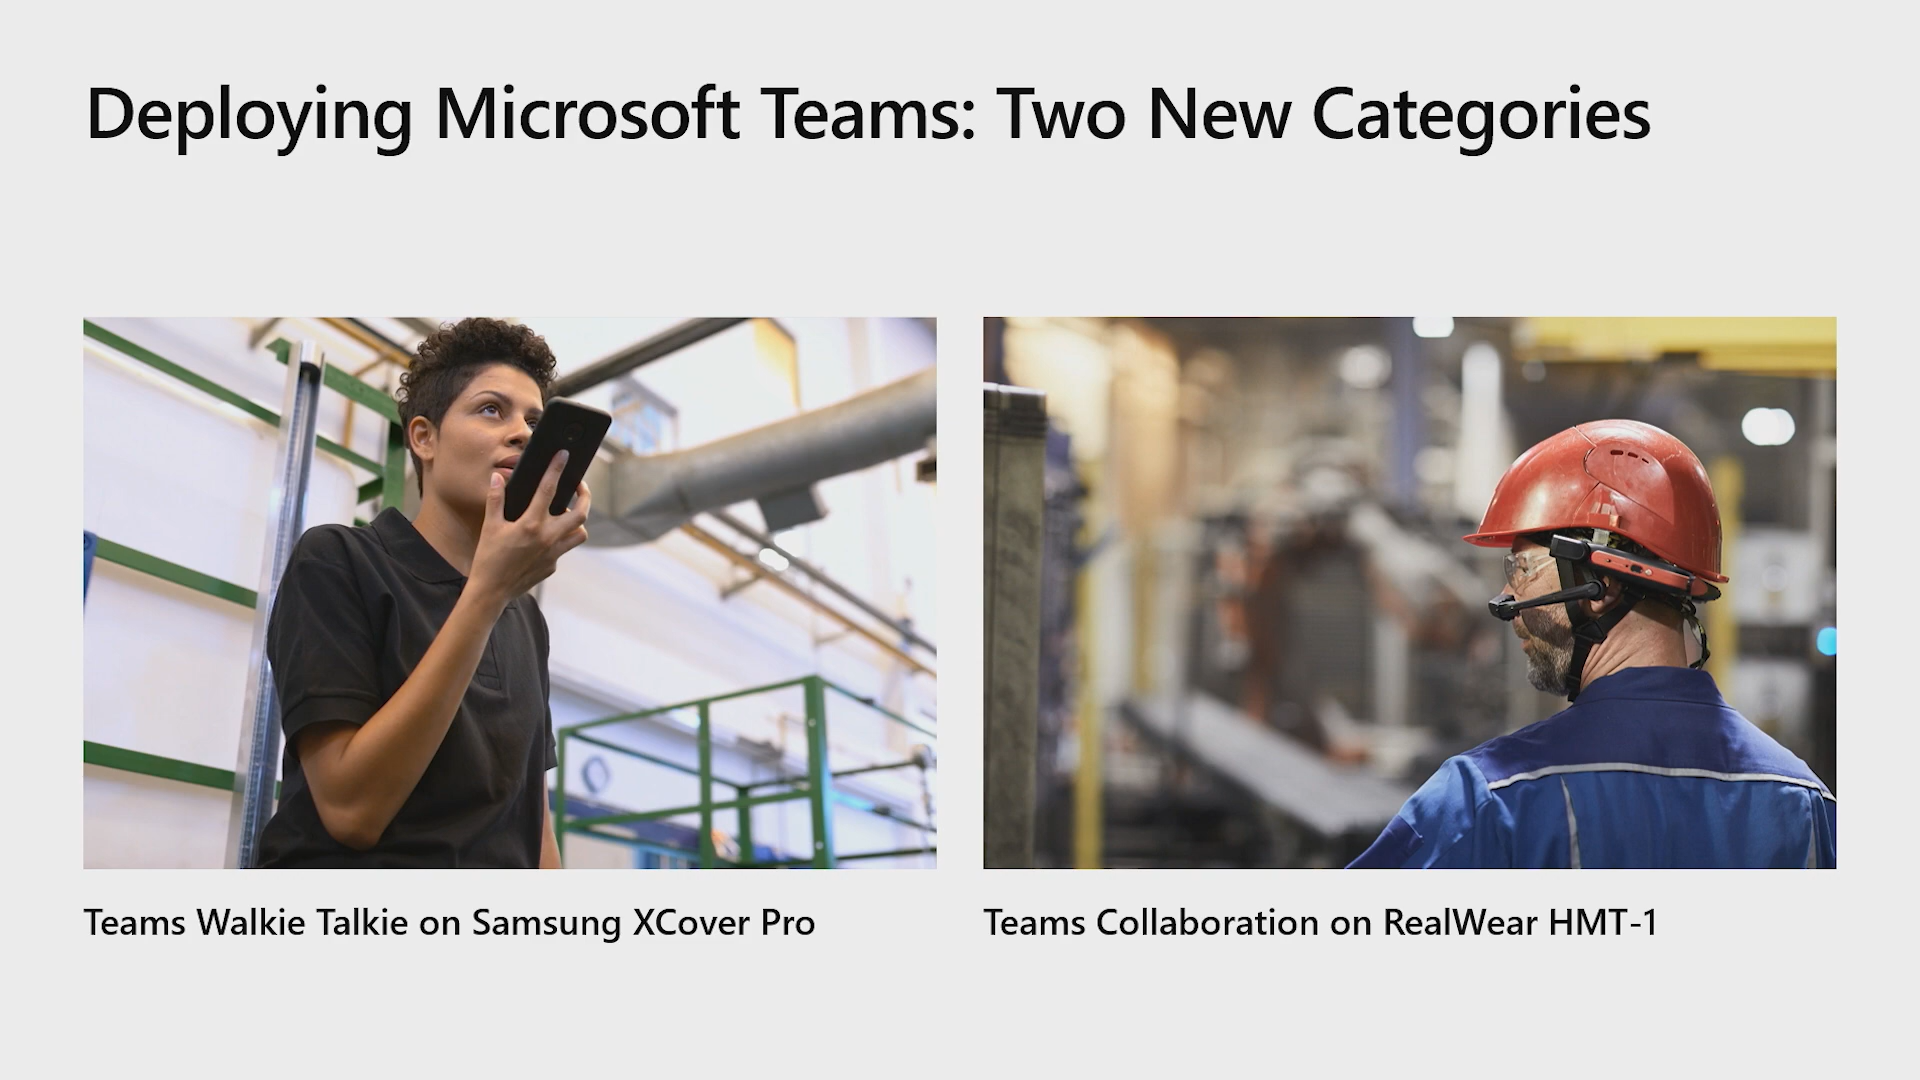 Deploying Microsoft Teams: Two New Categories
Teams Walkie Talkie on Samsung XCover Pro
Teams Collaboration on RealWear HMT-1